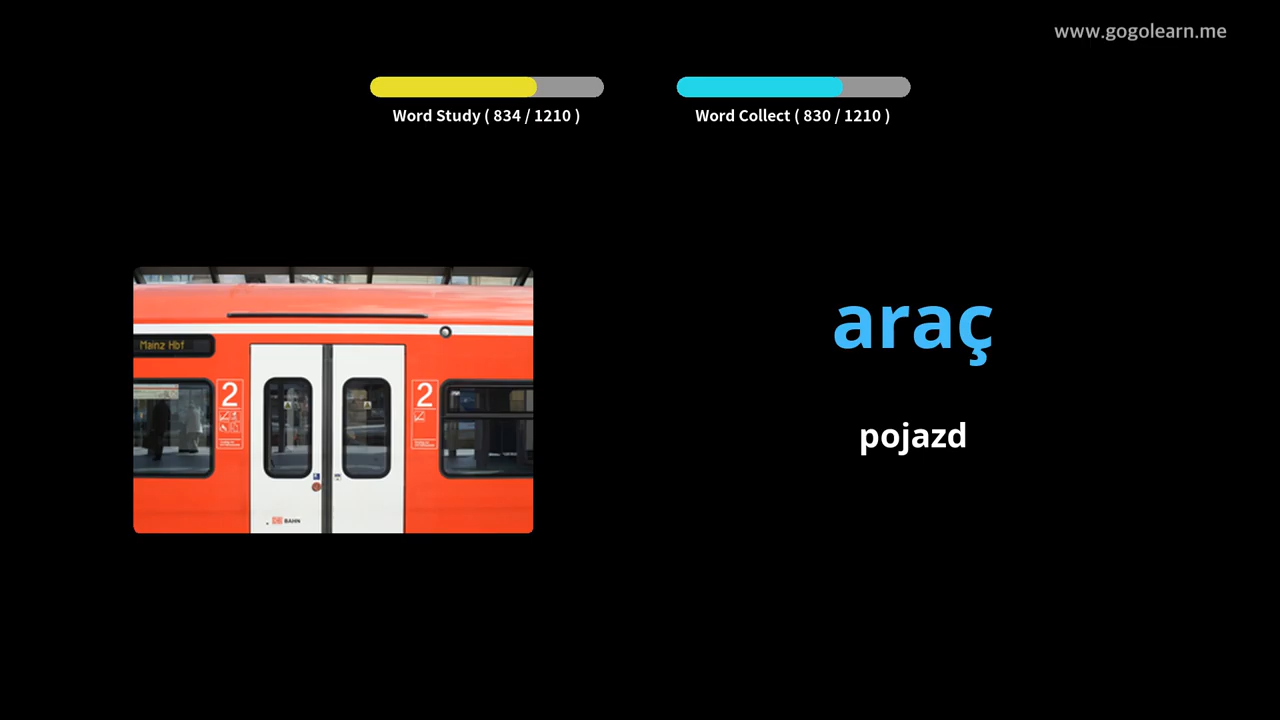 www.gogolearn.me
Word Study ( 834 / 1210 )
Word Collect ( 830 / 1210 )
Mainz Hbf
2
2
DB BAHN
araç
pojazd